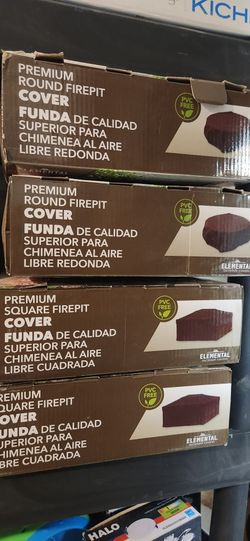 KICH
PREMIUM
ROUND FIREPIT
COVER
FUNDA DE CALIDAD
SUPERIOR PARA
CHIMENEA AL AIRE
LIBRE REDONDA
PVC
FREE
PREMIUM
ROUND FIREPIT
COVER
FUNDA DE CALIDAD
SUPERIOR PARA
CHIMENEA AL AIRE
LIBRE REDONDA
PVC
FREE
ELEMENTAL
PREMIUM
SQUARE FIREPIT
COVER
FUNDA DE CALIDAD
SUPERIOR PARA
CHIMENEA AL AIRE
LIBRE CUADRADA
PVC
FREE
ELEMENTAL
PREMIUM
SQUARE FIREPIT
COVER
FUNDA DE CALIDAD
SUPERIOR PARA
CHIMENEA AL AIRE
LIBRE CUADRADA
PVC
FREE
ELEMENTAL
HALO